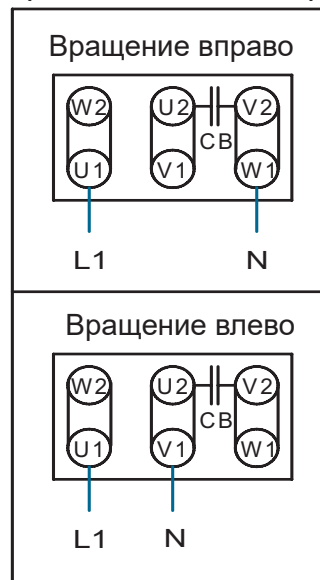 Вращение вправо
W2 U2 V2
CB
U1 V1 W1
L1 N
Вращение влево
W2 U2 V2
CB
U1 V1 W1
L1 N